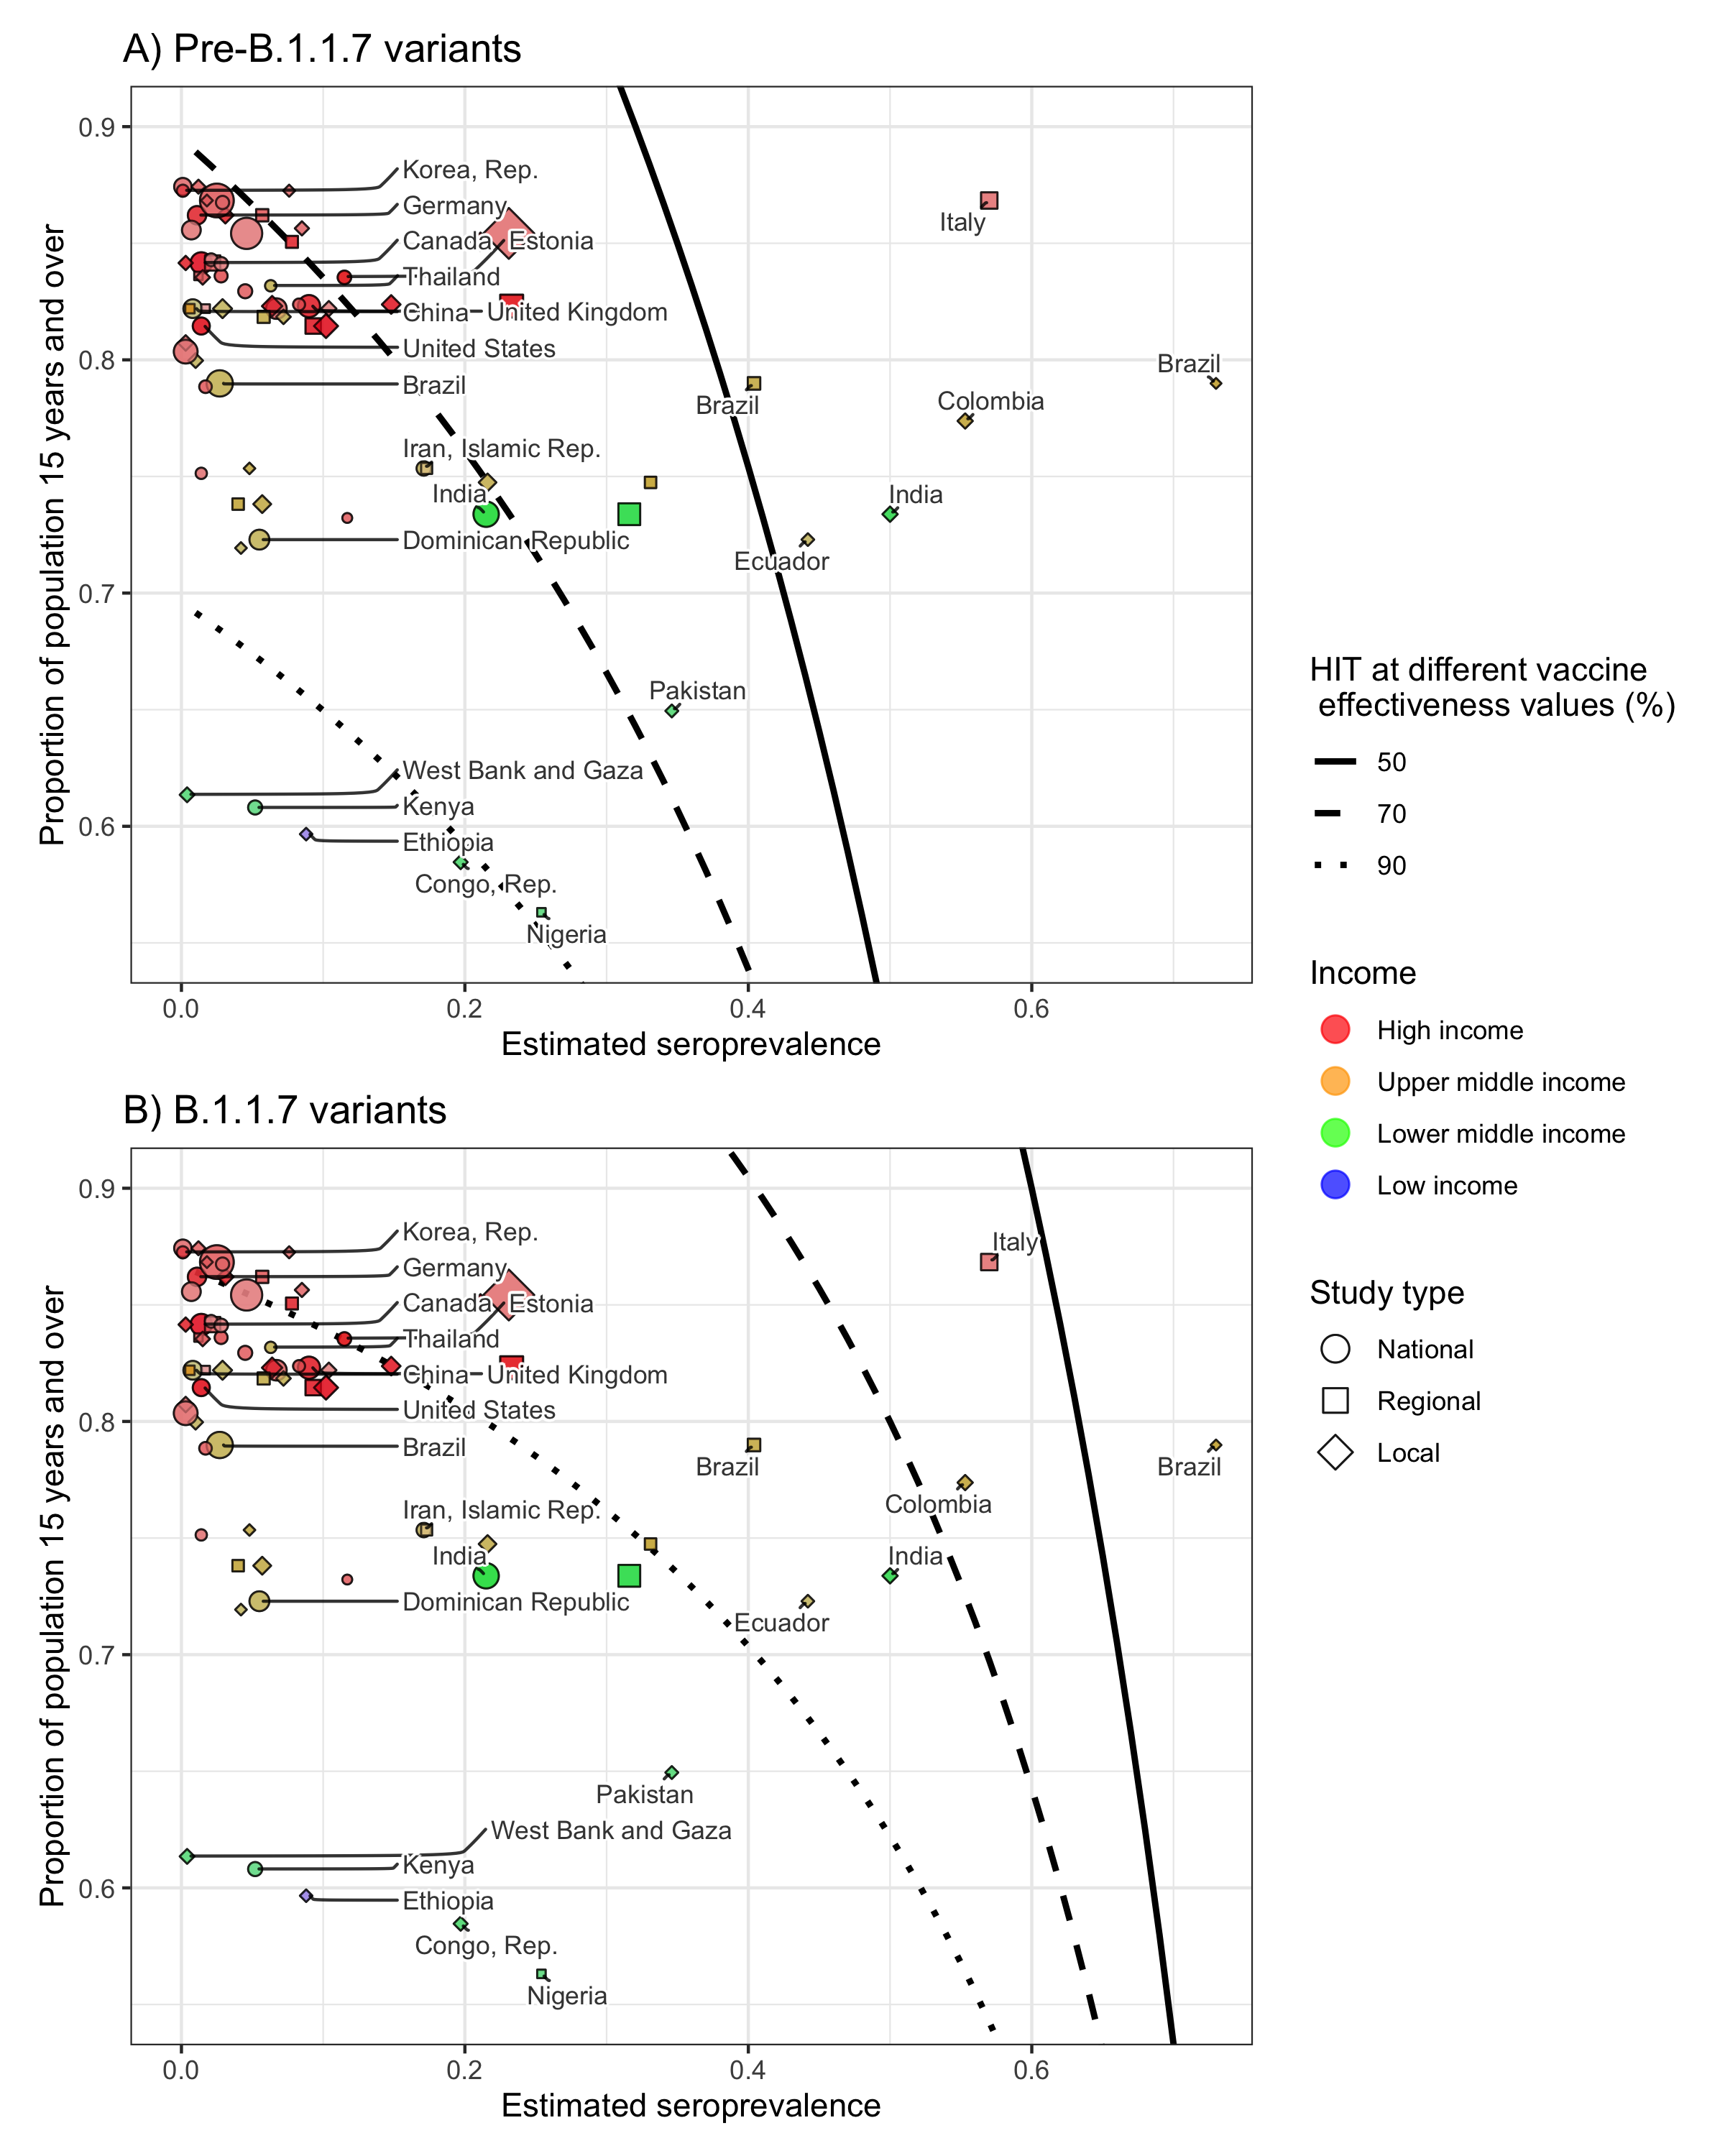 A) Pre-B.1.1.7 variants
Proportion of population 15 years and over
0.9
0.8
0.7
0.6
Korea, Rep.
Germany
Canada
Estonia
Thailand
China
United Kingdom
United States
Brazil
Iran, Islamic Rep.
India
Dominican Republic
West Bank and Gaza
Kenya
Ethiopia
Congo, Rep.
Nigeria
Pakistan
Italy
Brazil
Brazil
Colombia
India
Ecuador
0.0
0.2
0.4
0.6
Estimated seroprevalence
B) B.1.1.7 variants
Proportion of population 15 years and over
0.9
0.8
0.7
0.6
Korea, Rep.
Germany
Canada
Estonia
Thailand
China
United Kingdom
United States
Brazil
Iran, Islamic Rep.
India
Dominican Republic
Italy
Brazil
Brazil
Colombia
India
Ecuador
Pakistan
West Bank and Gaza
Kenya
Ethiopia
Congo, Rep.
Nigeria
0.0
0.2
0.4
0.6
Estimated seroprevalence
HIT at different vaccine
effectiveness values (%)
50
70
90
Income
High income
Upper middle income
Lower middle income
Low income
Study type
National
Regional
Local